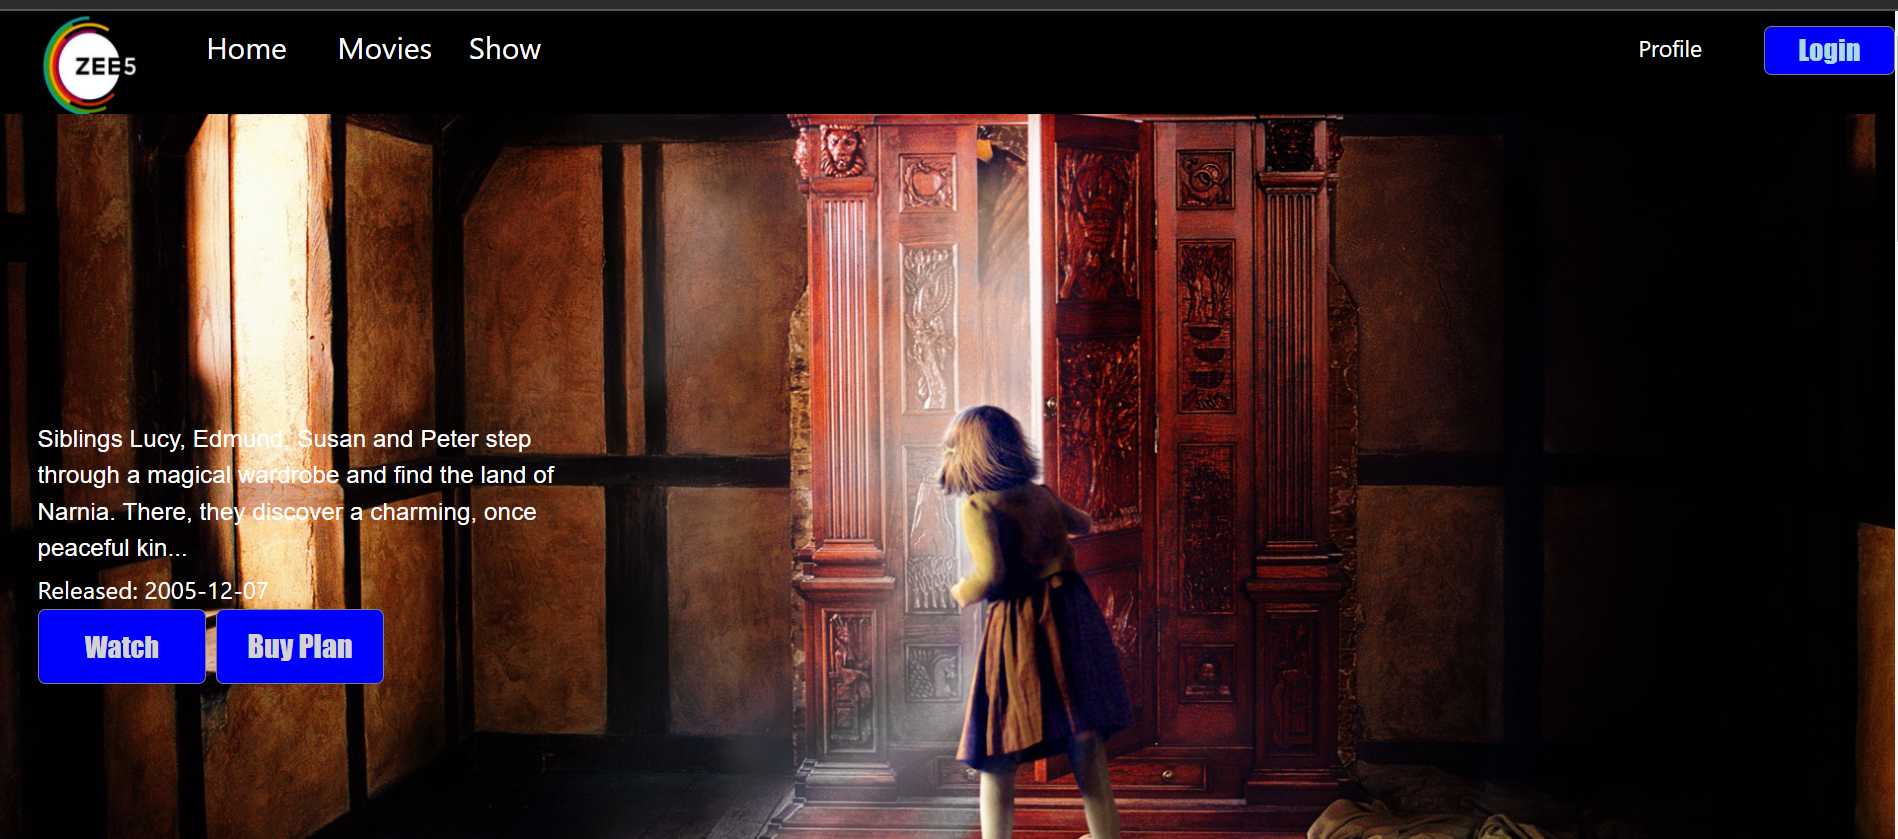 ZEE5
Home
Movies
Show
Profile
Login
Siblings Lucy, Edmund, Susan and Peter step
through a magical wardrobe and find the land of
Narnia. There, they discover a charming, once
peaceful kin...
Released: 2005-12-07
Watch
Buy Plan